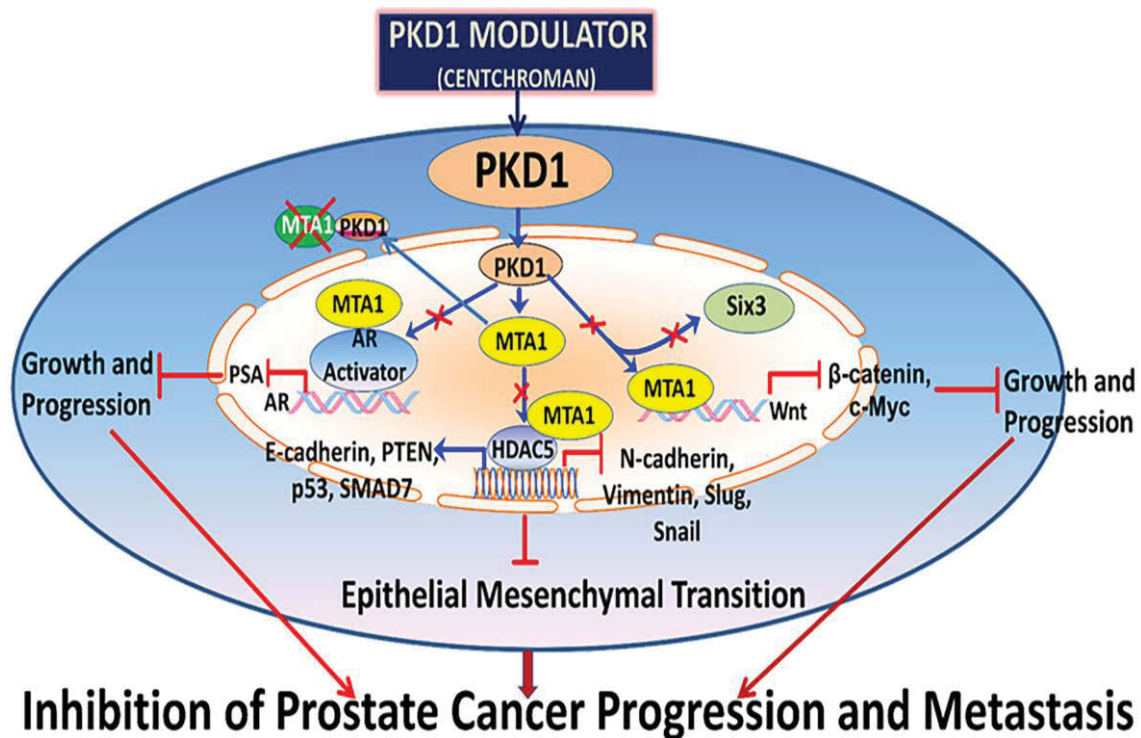 PKD1 MODULATOR
(CENTCHROMAN)
PKD1
MTA1
PKD1
PKD1
MTA1
Six3
AR
Activator
MTA1
MTA1
Growth and
Progression
PSA
AR
Wnt
β-catenin,
c-Myc
Growth and
Progression
MTA1
HDAC5
E-cadherin, PTEN,
p53, SMAD7
N-cadherin,
Vimentin, Slug,
Snail
Epithelial Mesenchymal Transition
Inhibition of Prostate Cancer Progression and Metastasis